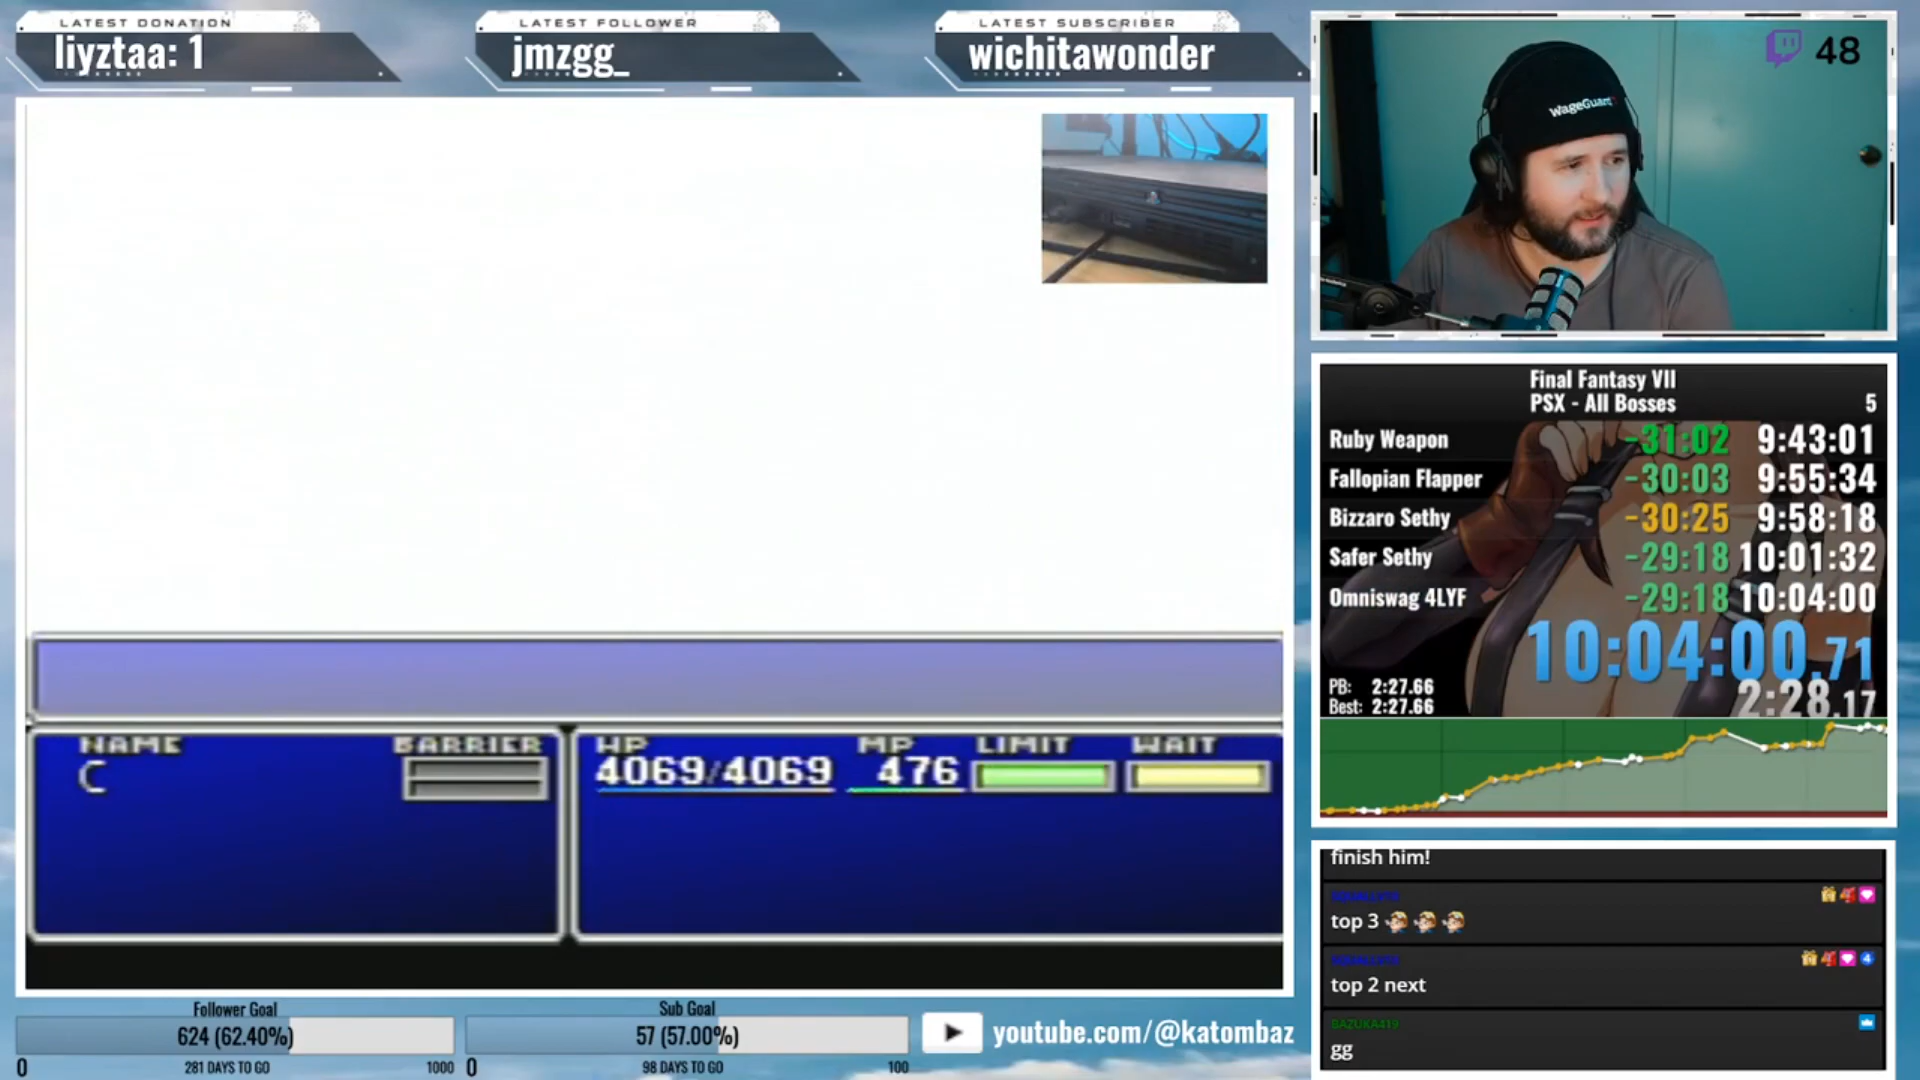 LATEST DONATION
liyztaa: 1
LATEST FOLLOWER
jmzgg_
LATEST SUBSCRIBER
wichitawonder
48
WageGuard
Final Fantasy VII
PSX - All Bosses 5
Ruby Weapon -31:02 9:43:01
Fallopian Flapper -30:03 9:55:34
Bizzaro Sethy -30:25 9:58:18
Safer Sethy -29:18 10:01:32
Omniswag 4LYF -29:18 10:04:00
10:04:00.71
PB: 2:27.66
Best: 2:27.66
2:28.17
NAME BARRIER HP MP LIMIT WAIT
C 4069/4069 476
finish him!
top 3
4
top 2 next
BAZUKA419
gg
Follower Goal
624 (62.40%)
0 281 DAYS TO GO 1000
Sub Goal
57 (57.00%)
0 98 DAYS TO GO 100
youtube.com/@katombaz